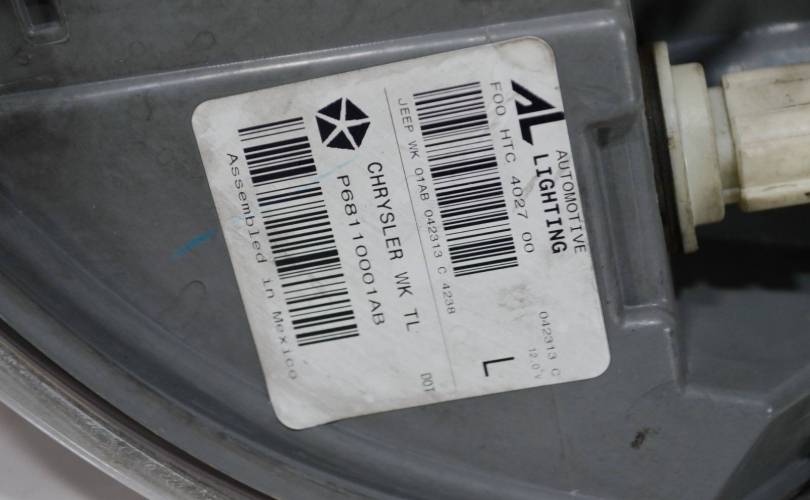 AL AUTOMOTIVE
LIGHTING
FOO HTC 4027 00
042313 C
12.0 V
JEEP WK 01AB 042313 C 4238
L
CHRYSLER WK TL
DOT
P68110001AB
Assembled in Mexico